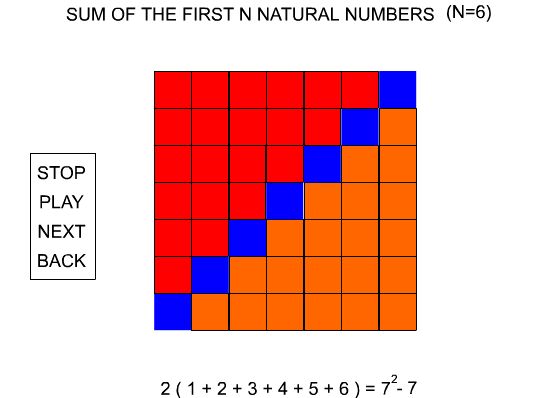 SUM OF THE FIRST N NATURAL NUMBERS (N=6)
STOP
PLAY
NEXT
BACK
2 ( 1 + 2 + 3 + 4 + 5 + 6 ) = 7² - 7